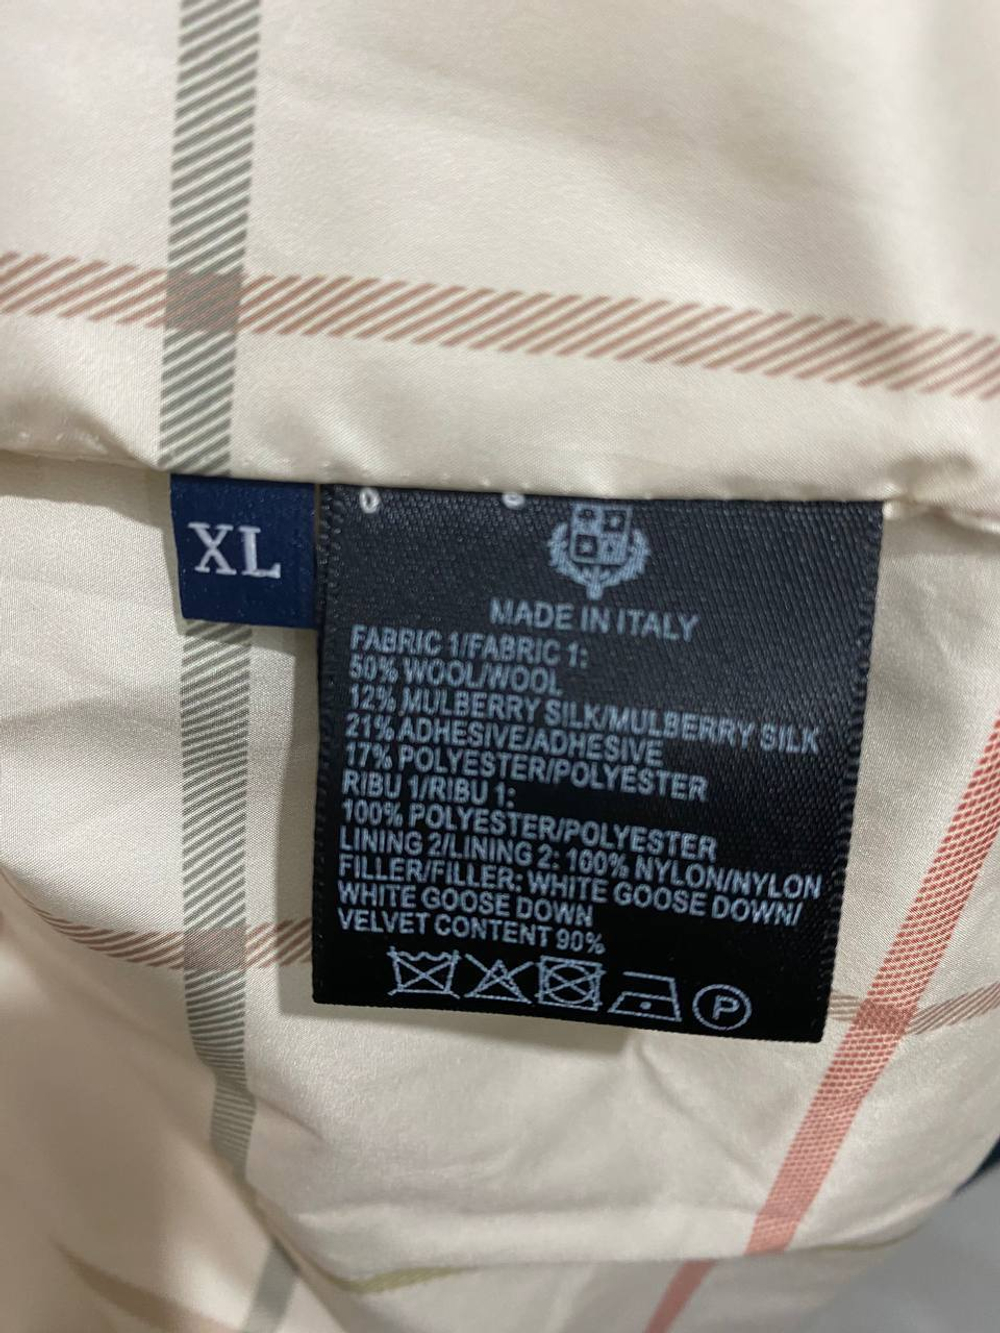 XL
MADE IN ITALY
FABRIC 1/FABRIC 1:
50% WOOL/WOOL
12% MULBERRY SILK/MULBERRY SILK
21% ADHESIVE/ADHESIVE
17% POLYESTER/POLYESTER
RIBU 1/RIBU 1:
100% POLYESTER/POLYESTER
LINING 2/LINING 2: 100% NYLON/NYLON
FILLER/FILLER: WHITE GOOSE DOWN/
WHITE GOOSE DOWN
VELVET CONTENT 90%
P